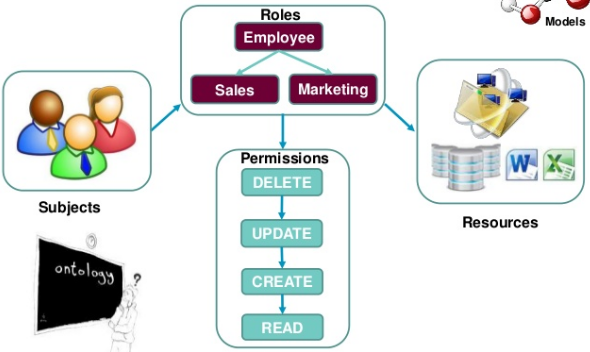 Roles
Models
Employee
Sales
Marketing
Subjects
Permissions
DELETE
UPDATE
CREATE
READ
W
X
Resources
ontology
?